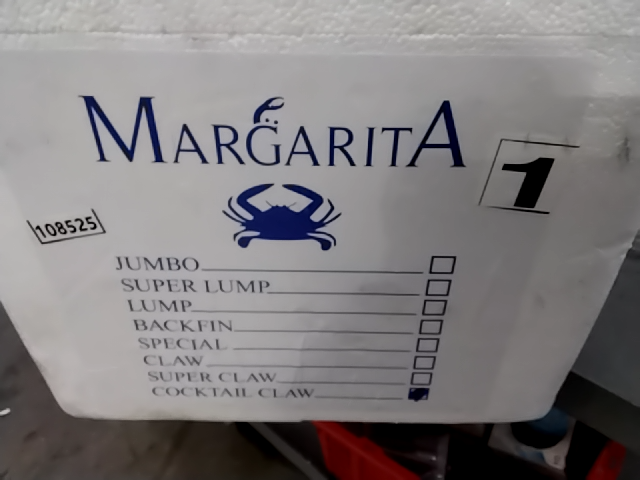 MARGARITA
1
108525
JUMBO
SUPER LUMP
LUMP
BACKFIN
SPECIAL
CLAW
SUPER CLAW
COCKTAIL CLAW